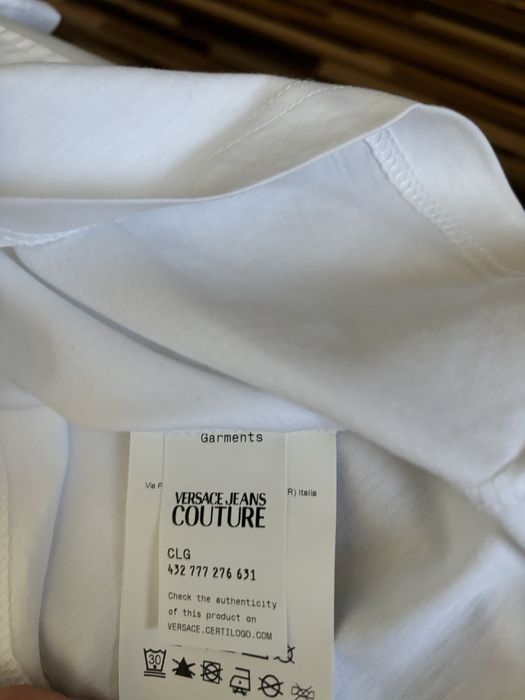 Garments
Via
R) Italia
VERSACE JEANS
COUTURE
CLG
432 777 276 631
Check the authenticity
of this product on
VERSACE.CERTILOGO.COM
30